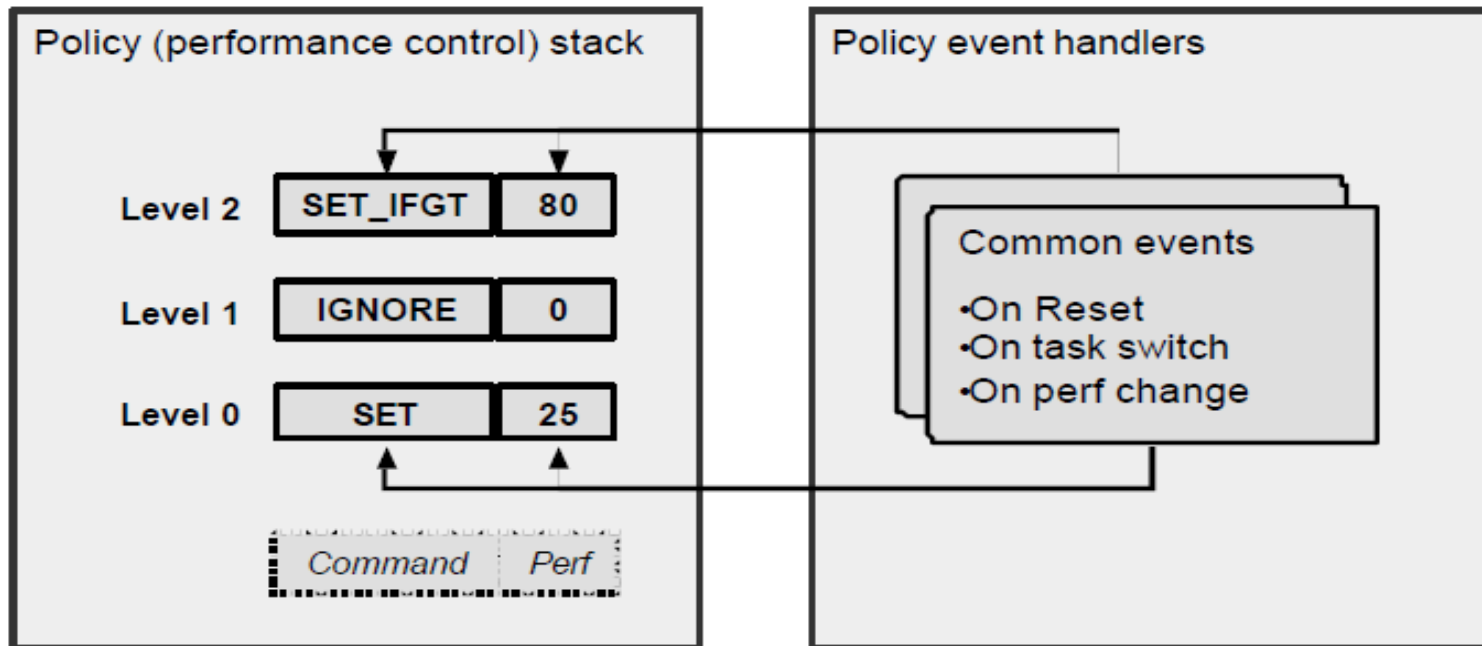 Policy (performance control) stack
Policy event handlers
Level 2 SET_IFGT 80
Level 1 IGNORE 0
Level 0 SET 25
Command Perf
Common events
•On Reset
•On task switch
•On perf change